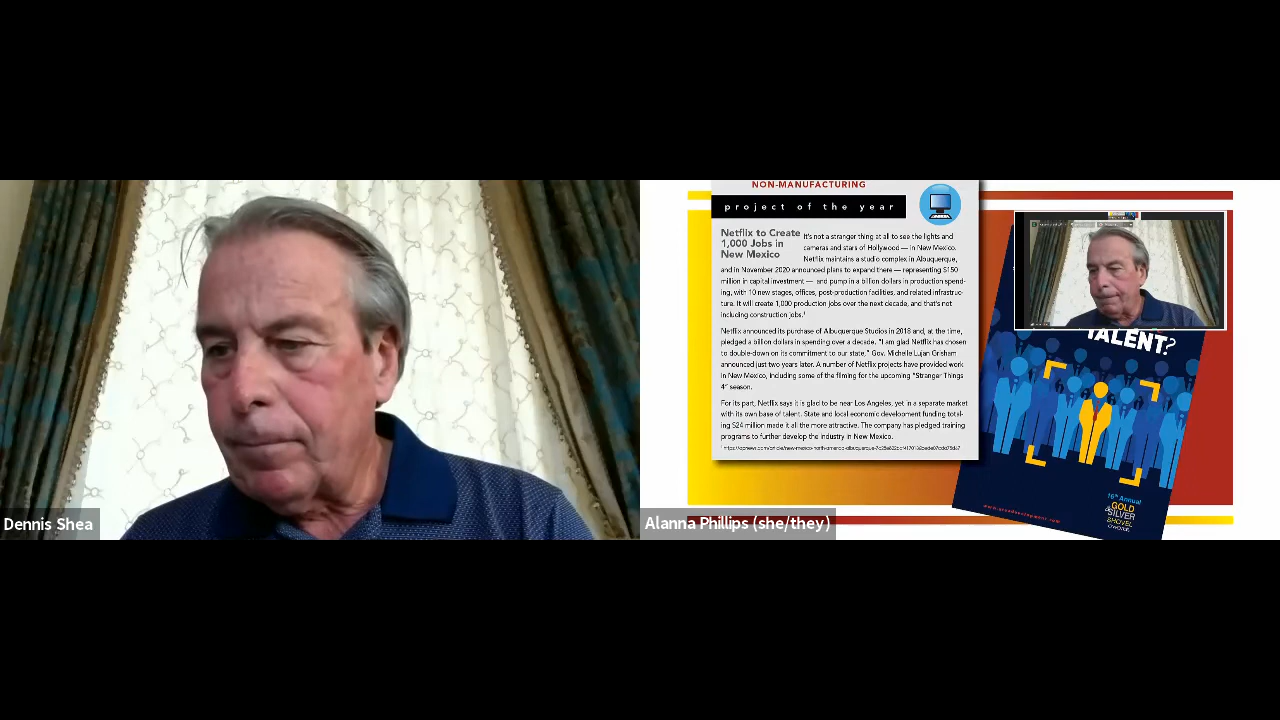 Dennis Shea
NON-MANUFACTURING
project of the year
Netflix to Create
1,000 Jobs in
New Mexico
It's not a stranger thing at all to see the lights and
cameras and stars of Hollywood — in New Mexico.
Netflix maintains a studio complex in Albuquerque,
and in November 2020 announced plans to expand there — representing $150
million in capital investment — and pump in a billion dollars in production spend-
ing, with 10 new stages, offices, post-production facilities, and related infrastruc-
ture. It will create 1,000 production jobs over the next decade, and that's not
including construction jobs.¹
Netflix announced its purchase of Albuquerque Studios in 2018 and, at the time,
pledged a billion dollars in spending over a decade. "I am glad Netflix has chosen
to double-down on its commitment to our state," Gov. Michelle Lujan Grisham
announced just two years later. A number of Netflix projects have provided work
in New Mexico, including some of the filming for the upcoming "Stranger Things
4" season.
For its part, Netflix says it is glad to be near Los Angeles, yet in a separate market
with its own base of talent. State and local economic development funding total-
ing $24 million made it all the more attractive. The company has pledged training
programs to further develop the industry in New Mexico.
TALENT?
16th Annual
GOLD
&SILVER
SHOVEL
Alanna Phillips (she/they)